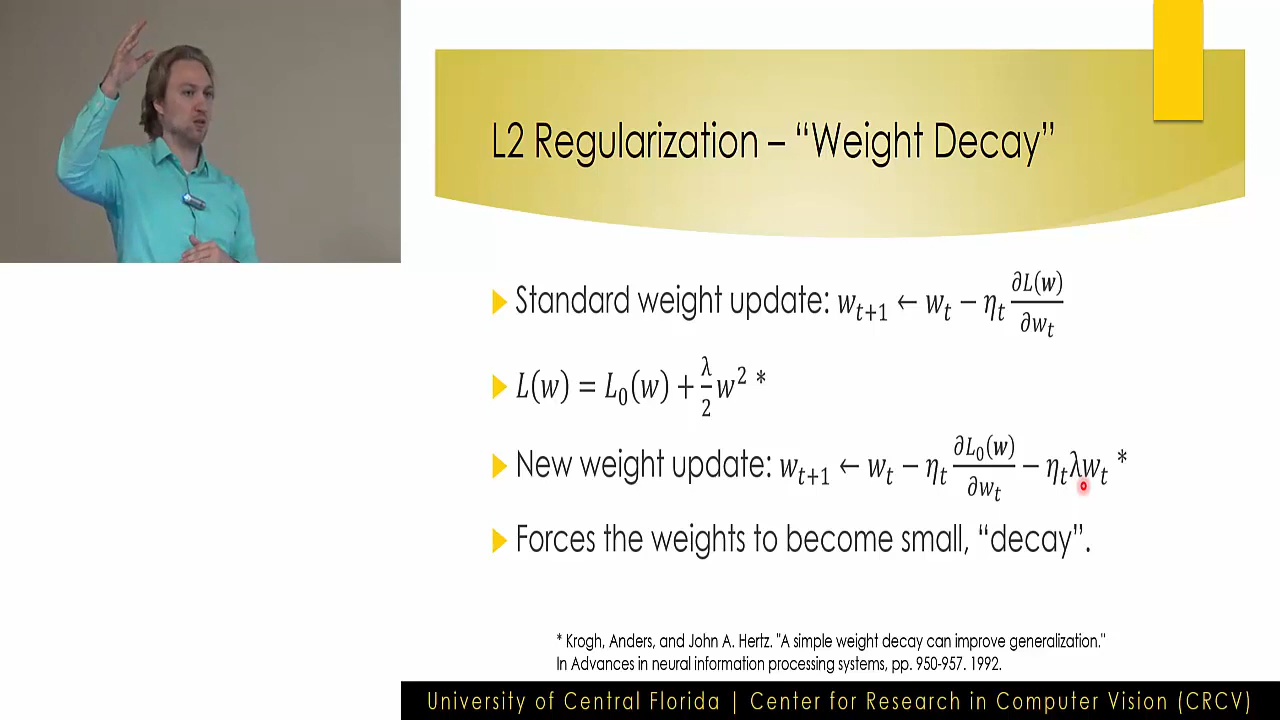 L2 Regularization – “Weight Decay”
Standard weight update: w_{t+1} ← w_t − η_t ∂L(w)/∂w_t
L(w) = L_0(w) + λ/2 w^2 *
New weight update: w_{t+1} ← w_t − η_t ∂L_0(w)/∂w_t − η_t λw_t *
Forces the weights to become small, “decay”.
* Krogh, Anders, and John A. Hertz. "A simple weight decay can improve generalization."
In Advances in neural information processing systems, pp. 950-957. 1992.
University of Central Florida | Center for Research in Computer Vision (CRCV)